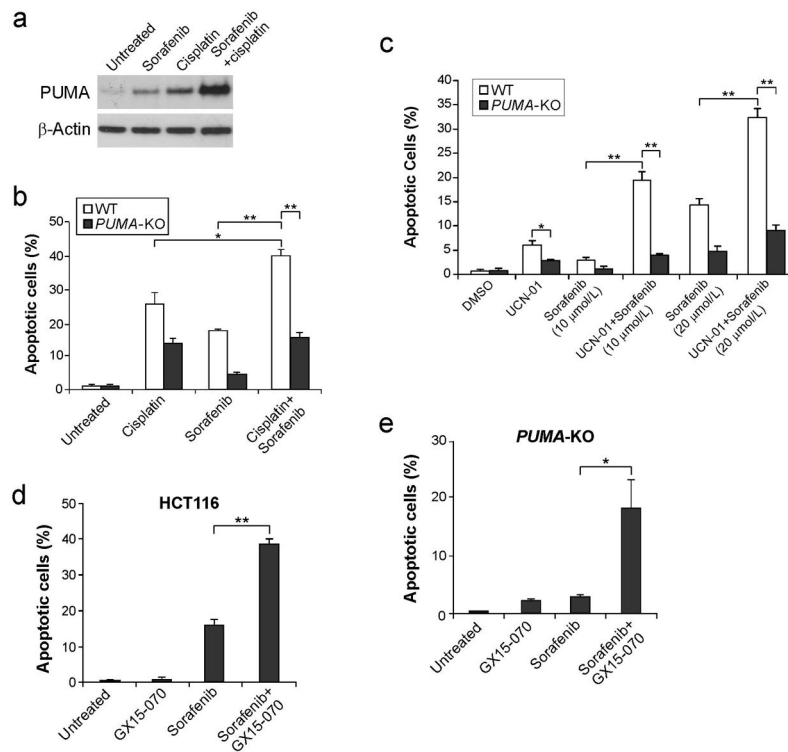 a
Untreated
Sorafenib
Cisplatin
Sorafenib
+cisplatin
PUMA
β-Actin
b
WT
PUMA-KO
Apoptotic cells (%)
50
40
30
20
10
0
**
**
*
Untreated
Cisplatin
Sorafenib
Cisplatin+
Sorafenib
c
WT
PUMA-KO
Apoptotic Cells (%)
40
35
30
25
20
15
10
5
0
**
**
**
**
*
DMSO
UCN-01
Sorafenib
(10 μmol/L)
UCN-01+Sorafenib
(10 μmol/L)
Sorafenib
(20 μmol/L)
UCN-01+Sorafenib
(20 μmol/L)
d
HCT116
Apoptotic cells (%)
50
40
30
20
10
0
**
Untreated
GX15-070
Sorafenib
Sorafenib+
GX15-070
e
PUMA-KO
Apoptotic cells (%)
30
20
10
0
*
Untreated
GX15-070
Sorafenib
Sorafenib+
GX15-070